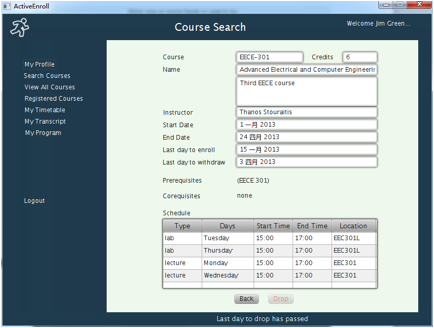 ActiveEnroll
Course Search
Welcome Jim Green...
My Profile
Search Courses
View All Courses
Registered Courses
My Timetable
My Transcript
My Program
Logout
Course EECE-301 Credits 6
Name Advanced Electrical and Computer Engineerin
Third EECE course
Instructor Thanos Stouraitis
Start Date 1 一月 2013
End Date 24 四月 2013
Last day to enroll 15 一月 2013
Last day to withdraw 3 四月 2013
Prerequisites (EECE 301)
Corequisites none
Schedule
Type Days Start Time End Time Location
lab Tuesday 15:00 17:00 EEC301L
lab Thursday 15:00 17:00 EEC301L
lecture Monday 15:00 17:00 EEC301
lecture Wednesday 15:00 17:00 EEC301
Back Drop
Last day to drop has passed